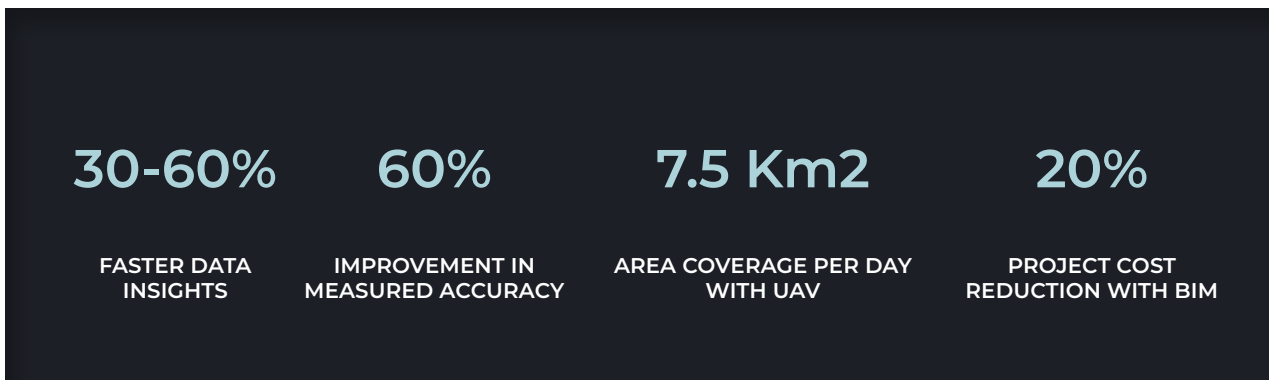 30-60%
FASTER DATA
INSIGHTS
60%
IMPROVEMENT IN
MEASURED ACCURACY
7.5 Km2
AREA COVERAGE PER DAY
WITH UAV
20%
PROJECT COST
REDUCTION WITH BIM